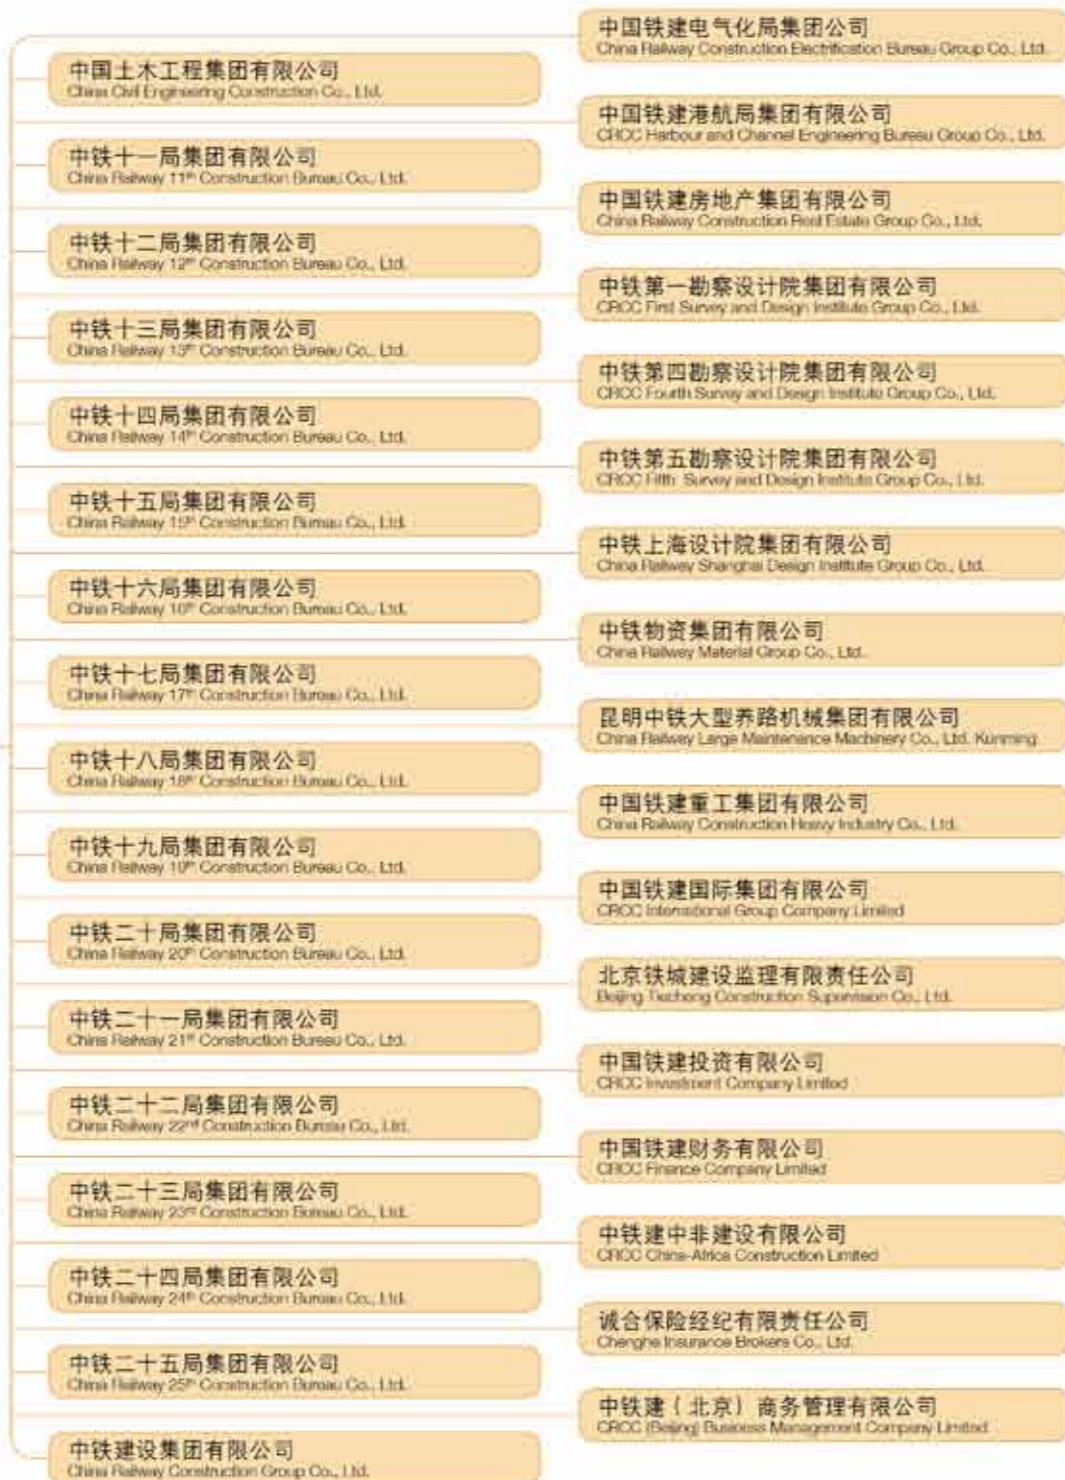 中国土木工程集团有限公司
China Civil Engineering Construction Co., Ltd.
中铁十一局集团有限公司
China Railway 11th Construction Bureau Co., Ltd.
中铁十二局集团有限公司
China Railway 12th Construction Bureau Co., Ltd.
中铁十三局集团有限公司
China Railway 13th Construction Bureau Co., Ltd.
中铁十四局集团有限公司
China Railway 14th Construction Bureau Co., Ltd.
中铁十五局集团有限公司
China Railway 15th Construction Bureau Co., Ltd.
中铁十六局集团有限公司
China Railway 16th Construction Bureau Co., Ltd.
中铁十七局集团有限公司
China Railway 17th Construction Bureau Co., Ltd.
中铁十八局集团有限公司
China Railway 18th Construction Bureau Co., Ltd.
中铁十九局集团有限公司
China Railway 19th Construction Bureau Co., Ltd.
中铁二十局集团有限公司
China Railway 20th Construction Bureau Co., Ltd.
中铁二十一局集团有限公司
China Railway 21st Construction Bureau Co., Ltd.
中铁二十二局集团有限公司
China Railway 22nd Construction Bureau Co., Ltd.
中铁二十三局集团有限公司
China Railway 23rd Construction Bureau Co., Ltd.
中铁二十四局集团有限公司
China Railway 24th Construction Bureau Co., Ltd.
中铁二十五局集团有限公司
China Railway 25th Construction Bureau Co., Ltd.
中铁建设集团有限公司
China Railway Construction Group Co., Ltd.
中国铁建电气化局集团公司
China Railway Construction Electrification Bureau Group Co., Ltd.
中国铁建港航局集团有限公司
CRCC Harbour and Channel Engineering Bureau Group Co., Ltd.
中国铁建房地产集团有限公司
China Railway Construction Real Estate Group Co., Ltd.
中铁第一勘察设计院集团有限公司
CRCC First Survey and Design Institute Group Co., Ltd.
中铁第四勘察设计院集团有限公司
CRCC Fourth Survey and Design Institute Group Co., Ltd.
中铁第五勘察设计院集团有限公司
CRCC Fifth Survey and Design Institute Group Co., Ltd.
中铁上海设计院集团有限公司
China Railway Shanghai Design Institute Group Co., Ltd.
中铁物资集团有限公司
China Railway Material Group Co., Ltd.
昆明中铁大型养路机械集团有限公司
China Railway Large Maintenance Machinery Co., Ltd. Kunming
中国铁建重工集团有限公司
China Railway Construction Heavy Industry Co., Ltd.
中国铁建国际集团有限公司
CRCC International Group Company Limited
北京铁城建设监理有限责任公司
Beijing Tiecheng Construction Supervision Co., Ltd.
中国铁建投资有限公司
CRCC Investment Company Limited
中国铁建财务有限公司
CRCC Finance Company Limited
中铁建中非建设有限公司
CRCC China-Africa Construction Limited
诚合保险经纪有限责任公司
Chenghe Insurance Brokers Co., Ltd.
中铁建（北京）商务管理有限公司
CRCC (Beijing) Business Management Company Limited